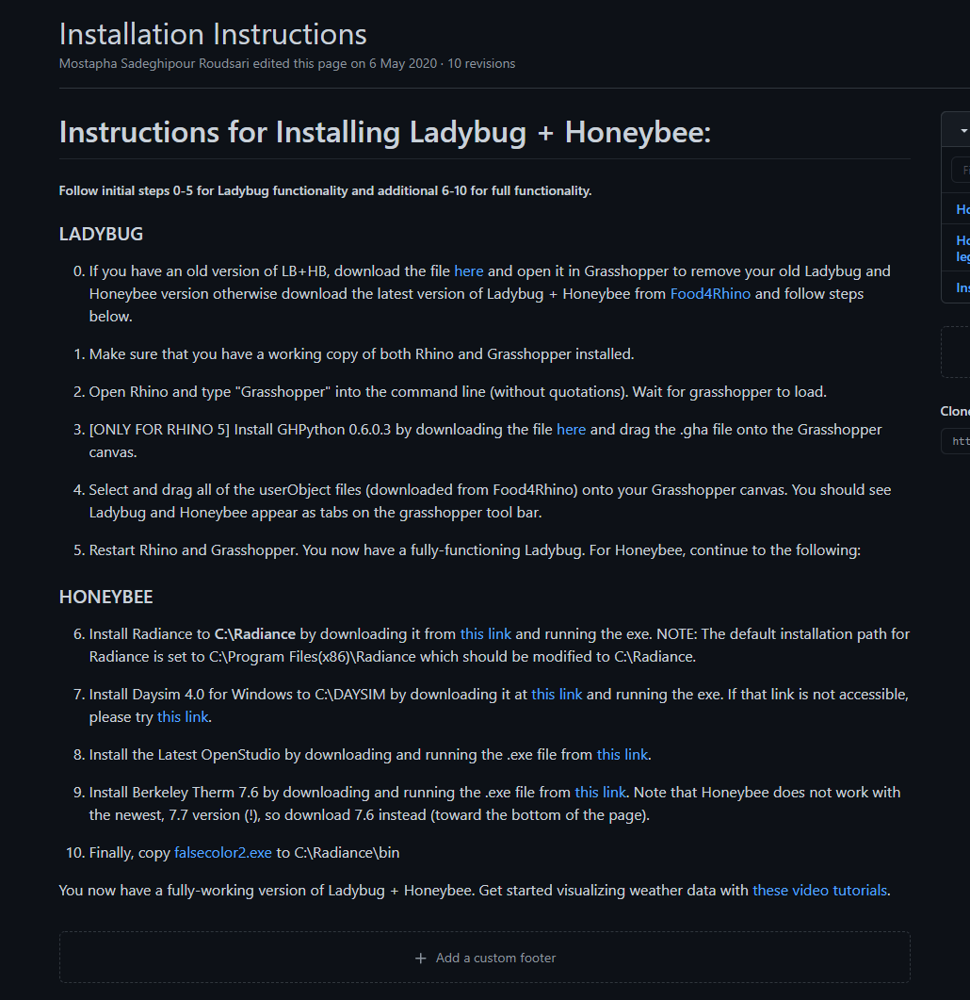 Installation Instructions
Mostapha Sadeghipour Roudsari edited this page on 6 May 2020 · 10 revisions
Instructions for Installing Ladybug + Honeybee:
Follow initial steps 0-5 for Ladybug functionality and additional 6-10 for full functionality.
LADYBUG
0. If you have an old version of LB+HB, download the file here and open it in Grasshopper to remove your old Ladybug and
Honeybee version otherwise download the latest version of Ladybug + Honeybee from Food4Rhino and follow steps
below.
1. Make sure that you have a working copy of both Rhino and Grasshopper installed.
2. Open Rhino and type "Grasshopper" into the command line (without quotations). Wait for grasshopper to load.
3. [ONLY FOR RHINO 5] Install GHPython 0.6.0.3 by downloading the file here and drag the .gha file onto the Grasshopper
canvas.
4. Select and drag all of the userObject files (downloaded from Food4Rhino) onto your Grasshopper canvas. You should see
Ladybug and Honeybee appear as tabs on the grasshopper tool bar.
5. Restart Rhino and Grasshopper. You now have a fully-functioning Ladybug. For Honeybee, continue to the following:
HONEYBEE
6. Install Radiance to C:\Radiance by downloading it from this link and running the exe. NOTE: The default installation path for
Radiance is set to C:\Program Files(x86)\Radiance which should be modified to C:\Radiance.
7. Install Daysim 4.0 for Windows to C:\DAYSIM by downloading it at this link and running the exe. If that link is not accessible,
please try this link.
8. Install the Latest OpenStudio by downloading and running the .exe file from this link.
9. Install Berkeley Therm 7.6 by downloading and running the .exe file from this link. Note that Honeybee does not work with
the newest, 7.7 version (!), so download 7.6 instead (toward the bottom of the page).
10. Finally, copy falsecolor2.exe to C:\Radiance\bin
You now have a fully-working version of Ladybug + Honeybee. Get started visualizing weather data with these video tutorials.
+ Add a custom footer